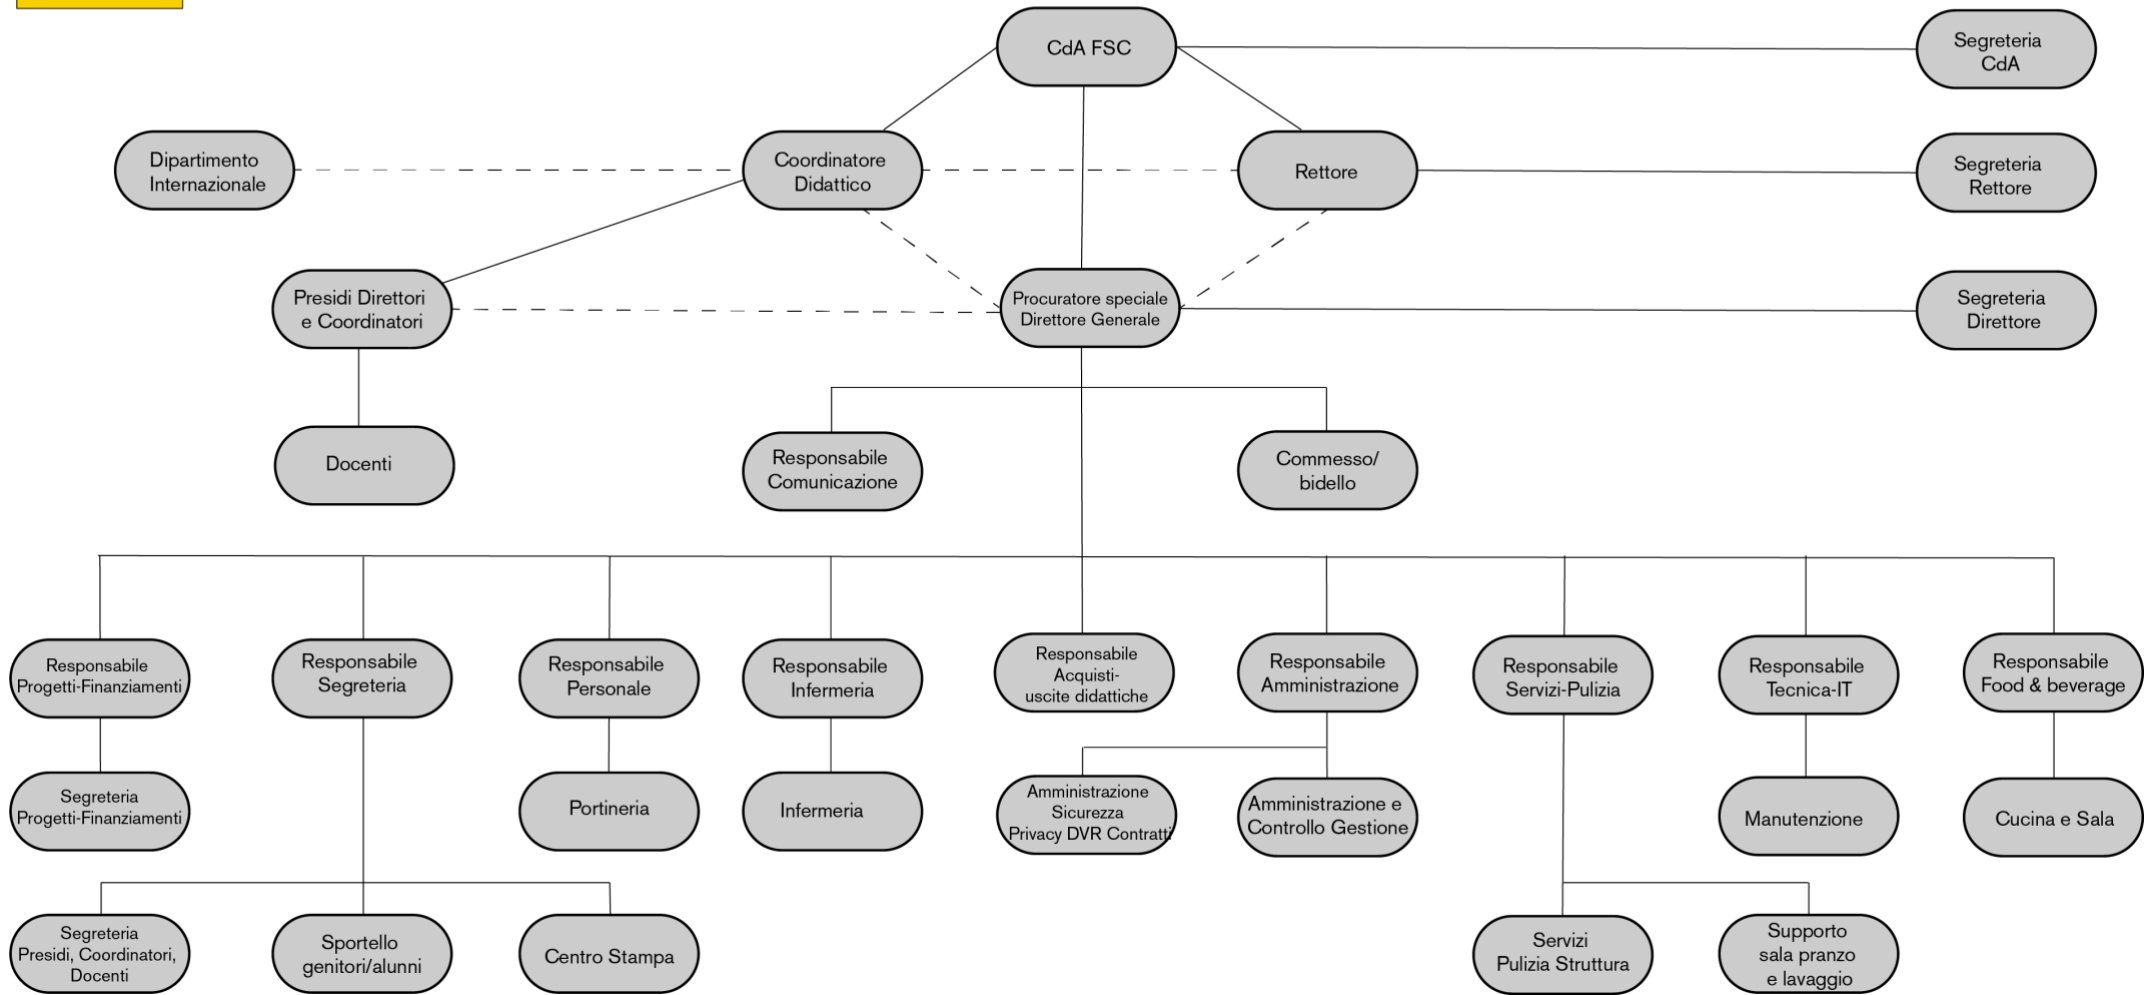 CdA FSC
Segreteria
CdA
Dipartimento
Internazionale
Coordinatore
Didattico
Rettore
Segreteria
Rettore
Presidi Direttori
e Coordinatori
Procuratore speciale
Direttore Generale
Segreteria
Direttore
Docenti
Responsabile
Comunicazione
Commesso/
bidello
Responsabile
Progetti-Finanziamenti
Responsabile
Segreteria
Responsabile
Personale
Responsabile
Infermeria
Responsabile
Acquisti-
uscite didattiche
Responsabile
Amministrazione
Responsabile
Servizi-Pulizia
Responsabile
Tecnica-IT
Responsabile
Food & beverage
Segreteria
Progetti-Finanziamenti
Portineria
Infermeria
Amministrazione
Sicurezza
Privacy DVR Contratti
Amministrazione e
Controllo Gestione
Manutenzione
Cucina e Sala
Segreteria
Presidi, Coordinatori,
Docenti
Sportello
genitori/alunni
Centro Stampa
Servizi
Pulizia Struttura
Supporto
sala pranzo
e lavaggio